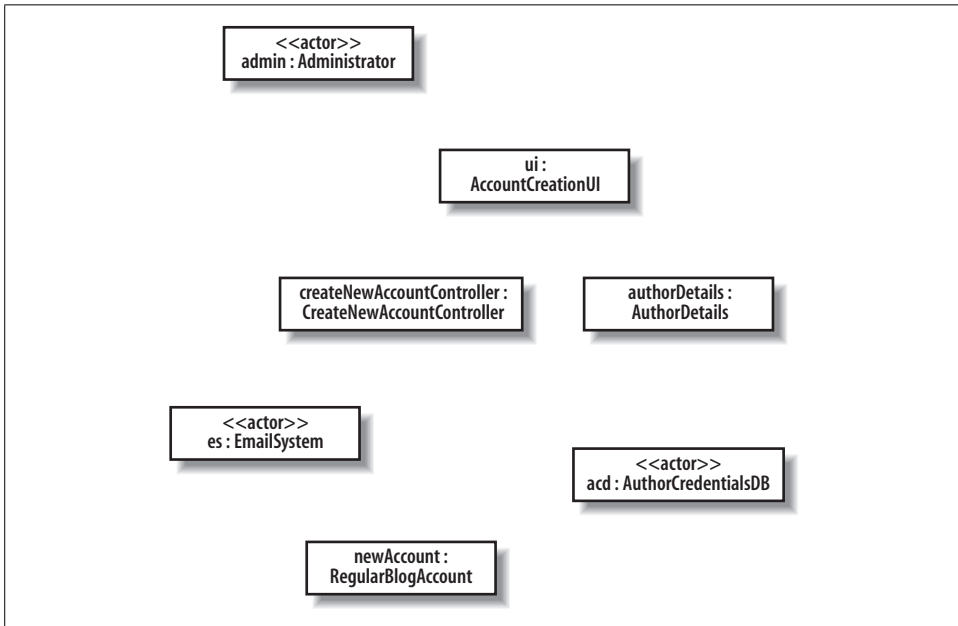 <<actor>>
admin : Administrator
ui :
AccountCreationUI
createNewAccountController :
CreateNewAccountController
authorDetails :
AuthorDetails
<<actor>>
es : EmailSystem
<<actor>>
acd : AuthorCredentialsDB
newAccount :
RegularBlogAccount